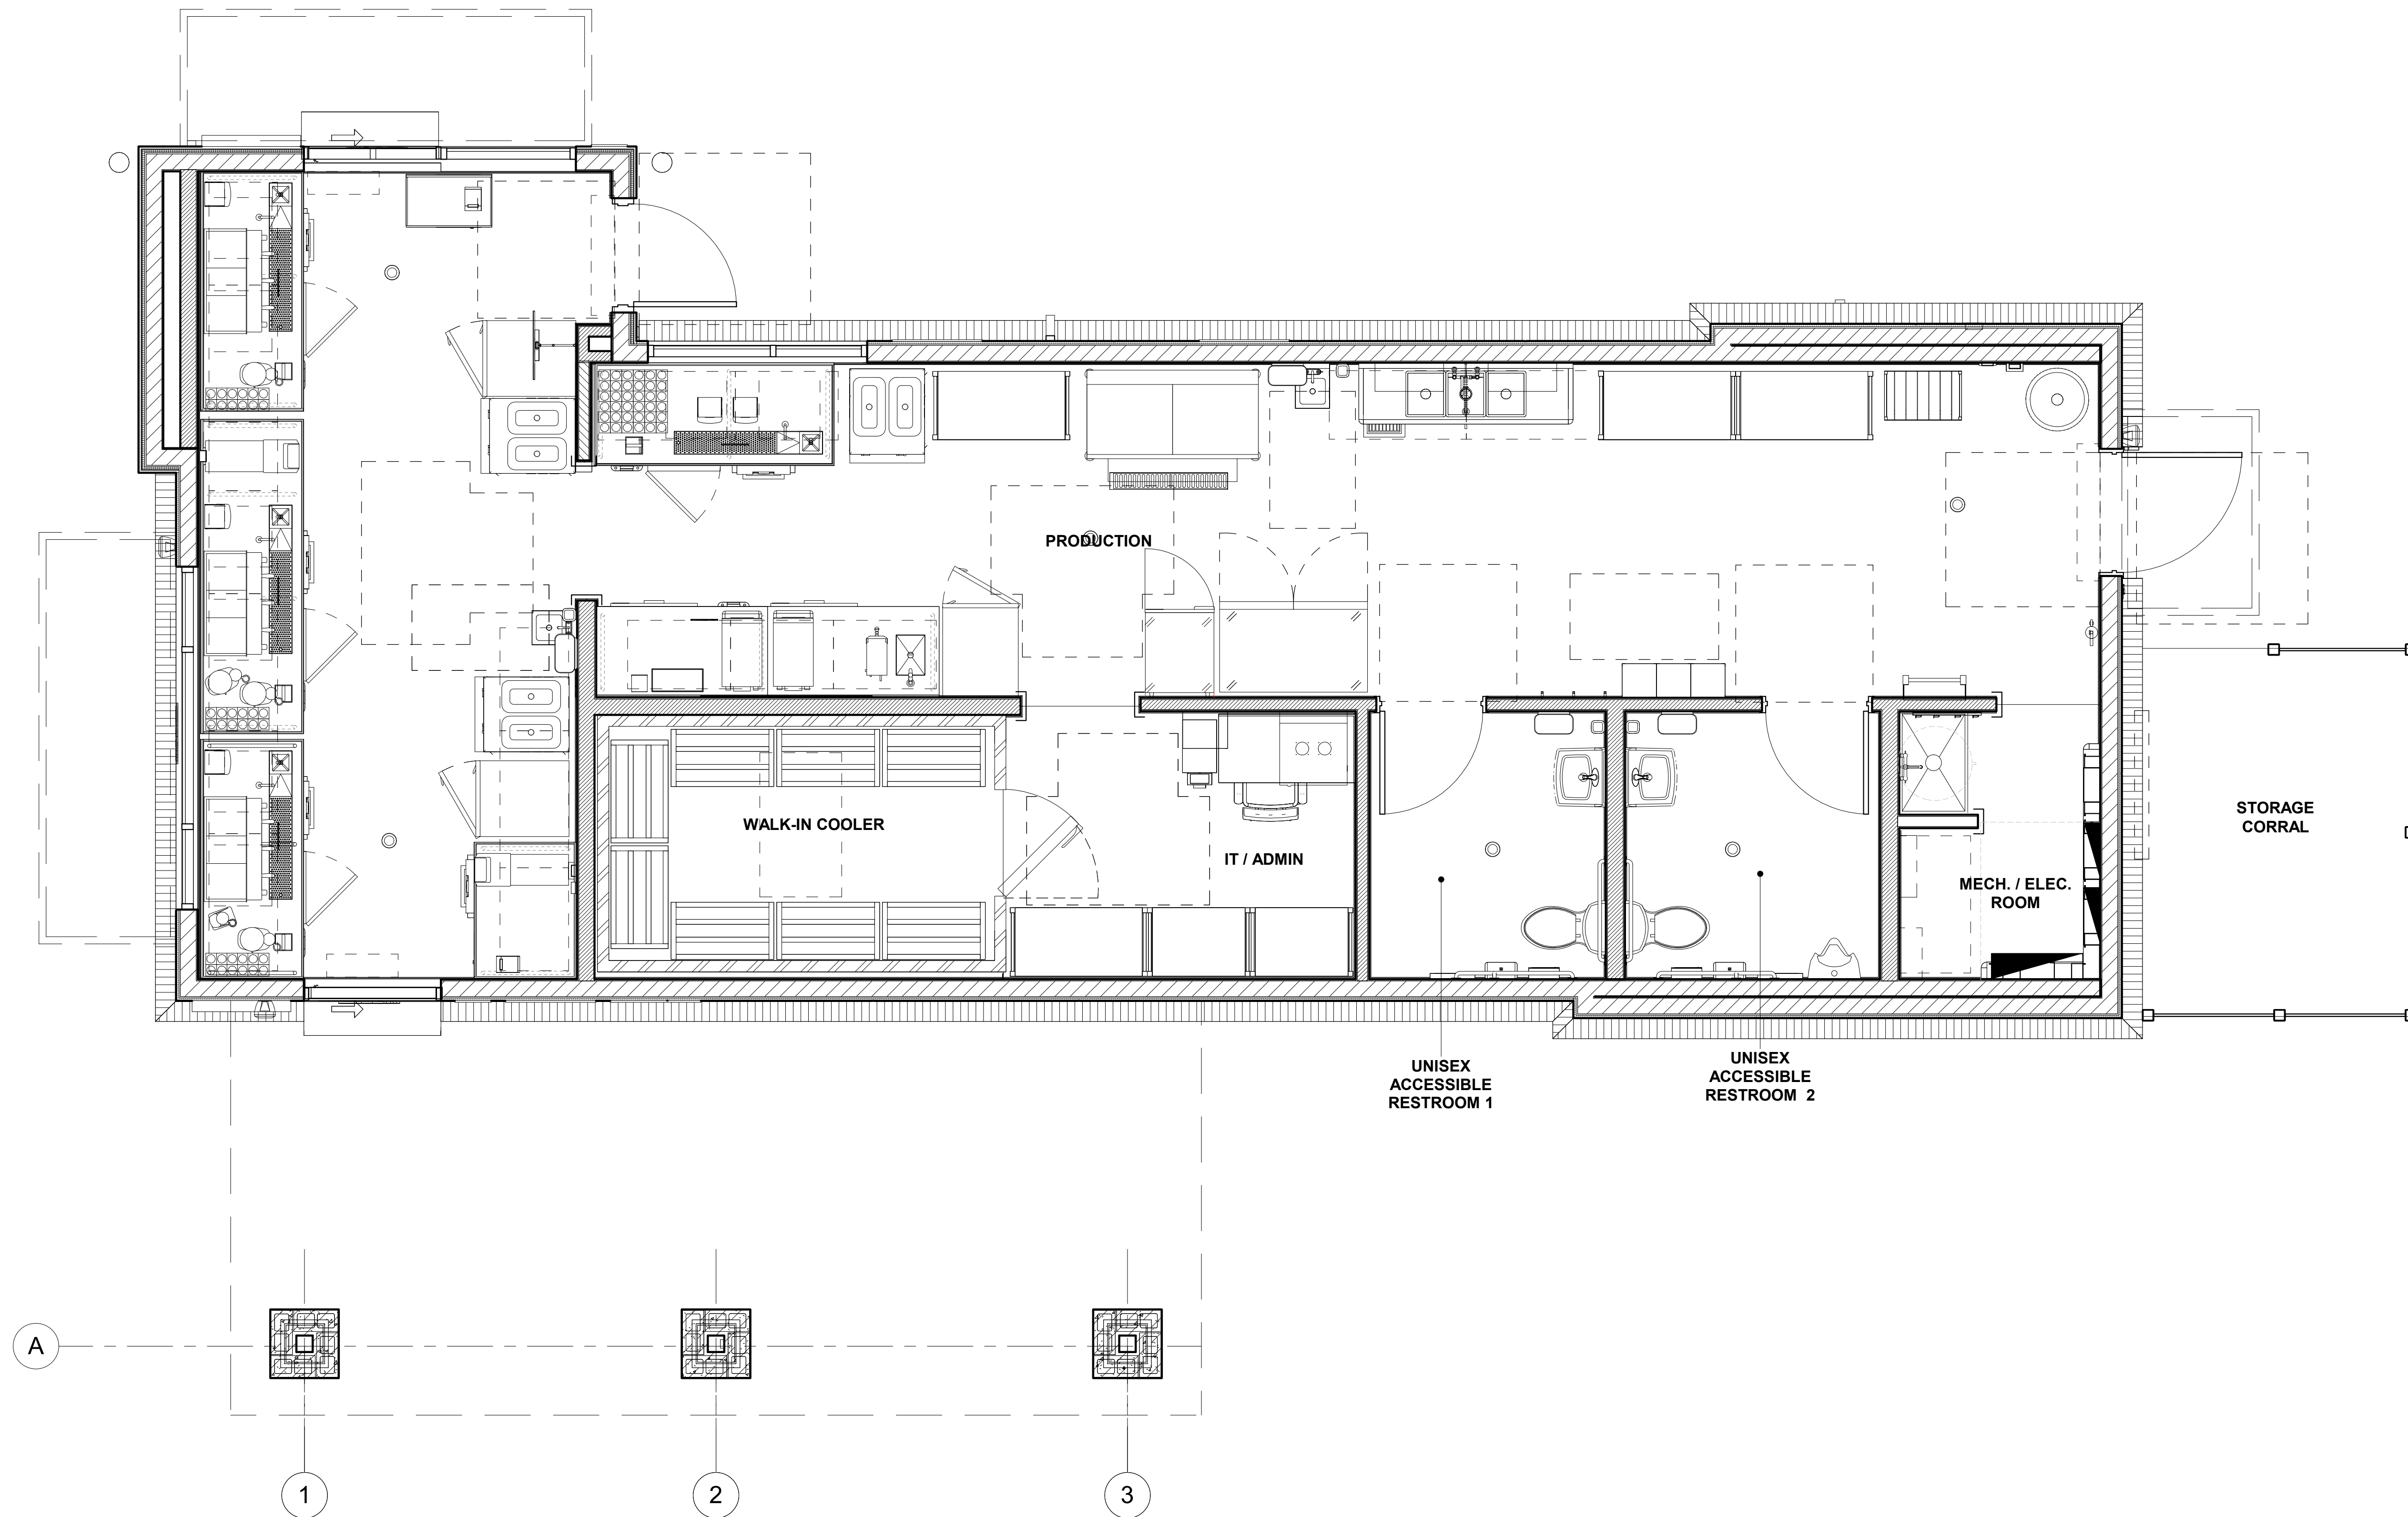 PRODUCTION
WALK-IN COOLER
IT / ADMIN
STORAGE
CORRAL
MECH. / ELEC.
ROOM
UNISEX
ACCESSIBLE
RESTROOM 1
UNISEX
ACCESSIBLE
RESTROOM 2
A
1
2
3